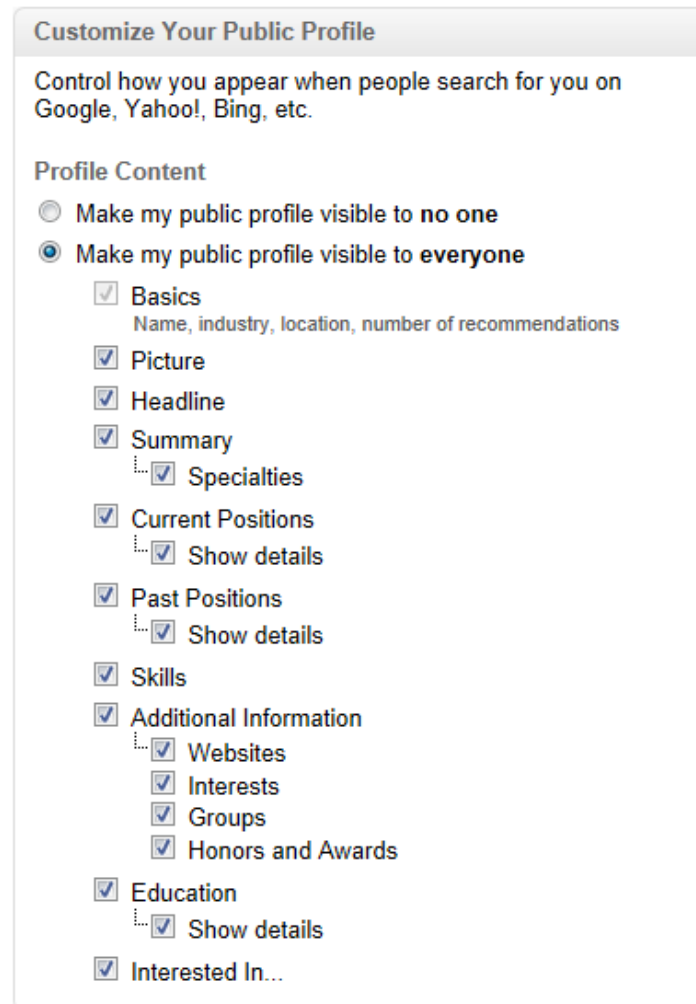 Customize Your Public Profile
Control how you appear when people search for you on
Google, Yahoo!, Bing, etc.
Profile Content
Make my public profile visible to no one
Make my public profile visible to everyone
Basics
Name, industry, location, number of recommendations
Picture
Headline
Summary
Specialties
Current Positions
Show details
Past Positions
Show details
Skills
Additional Information
Websites
Interests
Groups
Honors and Awards
Education
Show details
Interested In...